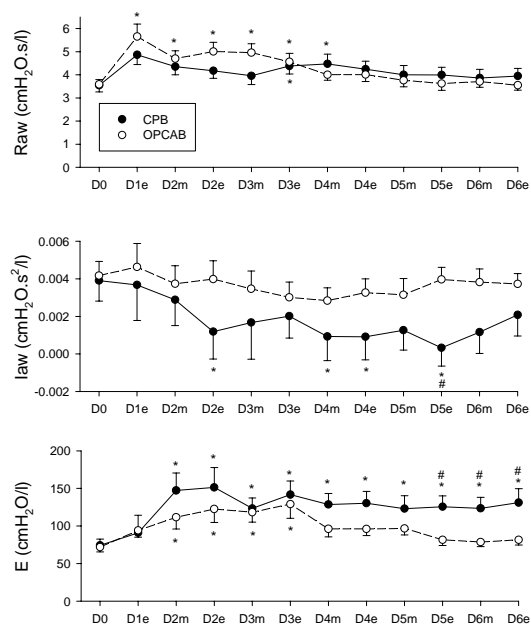 * * * * * *
6
5
4
3
2
1
0
Raw (cmH₂O.s/l)
CPB
OPCAB
*
D0 D1e D2m D2e D3m D3e D4m D4e D5m D5e D6m D6e
0.006
0.004
0.002
0.000
-0.002
Iaw (cmH₂O.s²/l)
* * * *
#
D0 D1e D2m D2e D3m D3e D4m D4e D5m D5e D6m D6e
200
150
100
50
0
E (cmH₂O/l)
# # #
* * * * * * * * * *
* * * *
D0 D1e D2m D2e D3m D3e D4m D4e D5m D5e D6m D6e